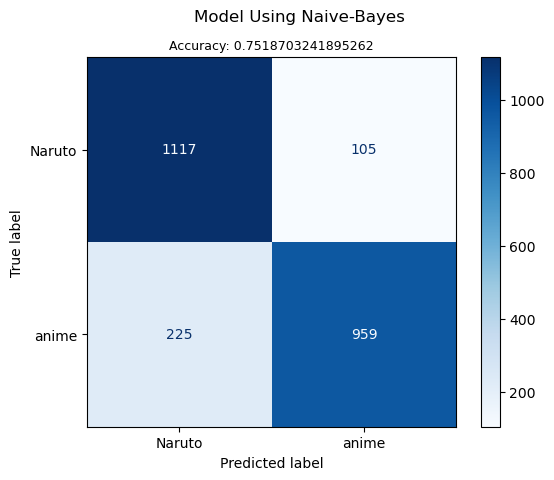 Model Using Naive-Bayes
Accuracy: 0.7518703241895262
Naruto
1117
105
anime
225
959
Naruto
anime
True label
Predicted label
1000
800
600
400
200